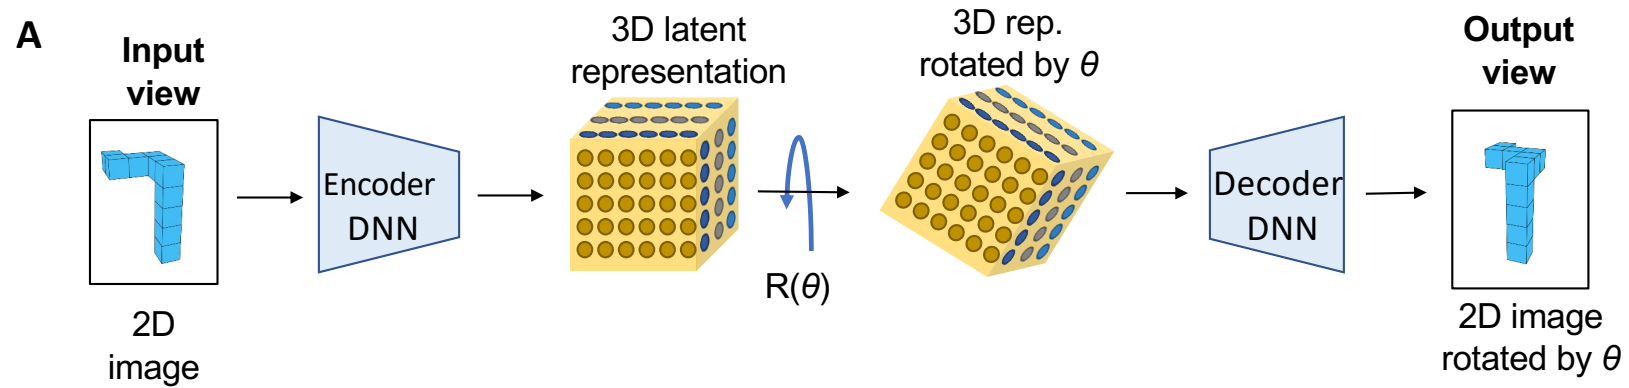 A
Input
view
2D
image
Encoder
DNN
3D latent
representation
R(θ)
3D rep.
rotated by θ
Decoder
DNN
Output
view
2D image
rotated by θ